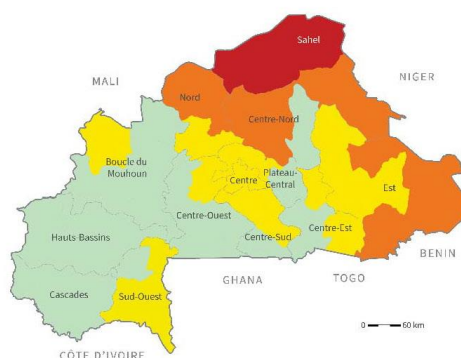 Sahel
MALI
NIGER
Nord
Centre-Nord
Boucle du
Mouhoun
Centre
Plateau-
Central
Est
Centre-Ouest
Centre-Sud
Centre-Est
Hauts-Bassins
BENIN
GHANA
TOGO
Cascades
Sud-Ouest
0
60 km
CÔTE D'IVOIRE